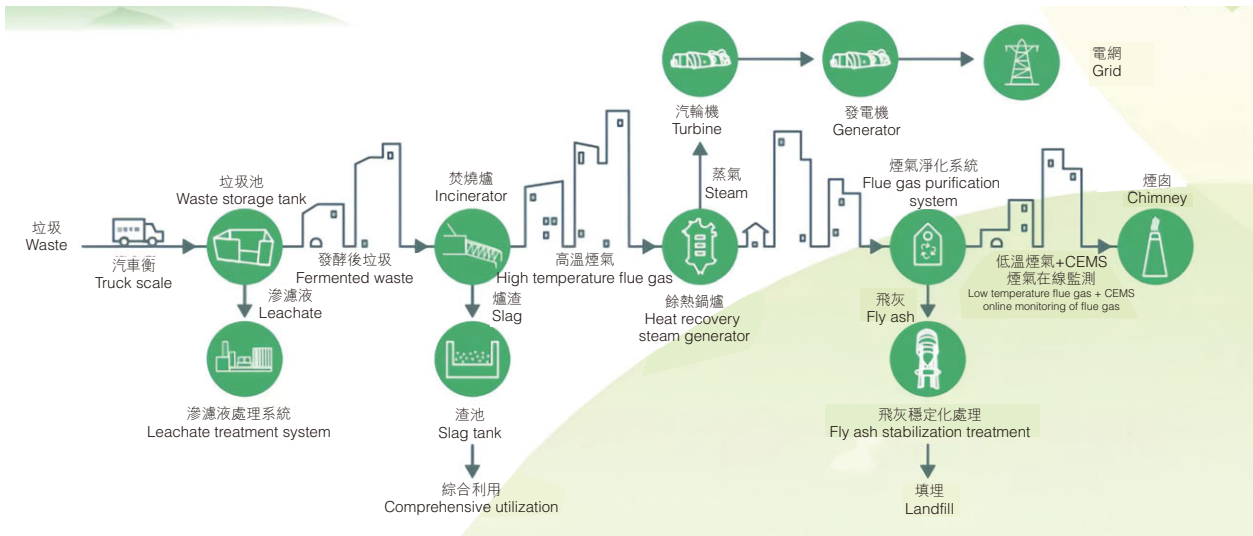 電網
Grid
汽輪機
Turbine
發電機
Generator
垃圾
Waste
汽車衡
Truck scale
垃圾池
Waste storage tank
滲濾液
Leachate
滲濾液處理系統
Leachate treatment system
發酵後垃圾
Fermented waste
焚燒爐
Incinerator
爐渣
Slag
渣池
Slag tank
綜合利用
Comprehensive utilization
高溫煙氣
High temperature flue gas
蒸氣
Steam
餘熱鍋爐
Heat recovery
steam generator
煙氣淨化系統
Flue gas purification
system
飛灰
Fly ash
飛灰穩定化處理
Fly ash stabilization treatment
填埋
Landfill
低溫煙氣+CEMS
煙氣在線監測
Low temperature flue gas + CEMS
online monitoring of flue gas
煙囱
Chimney